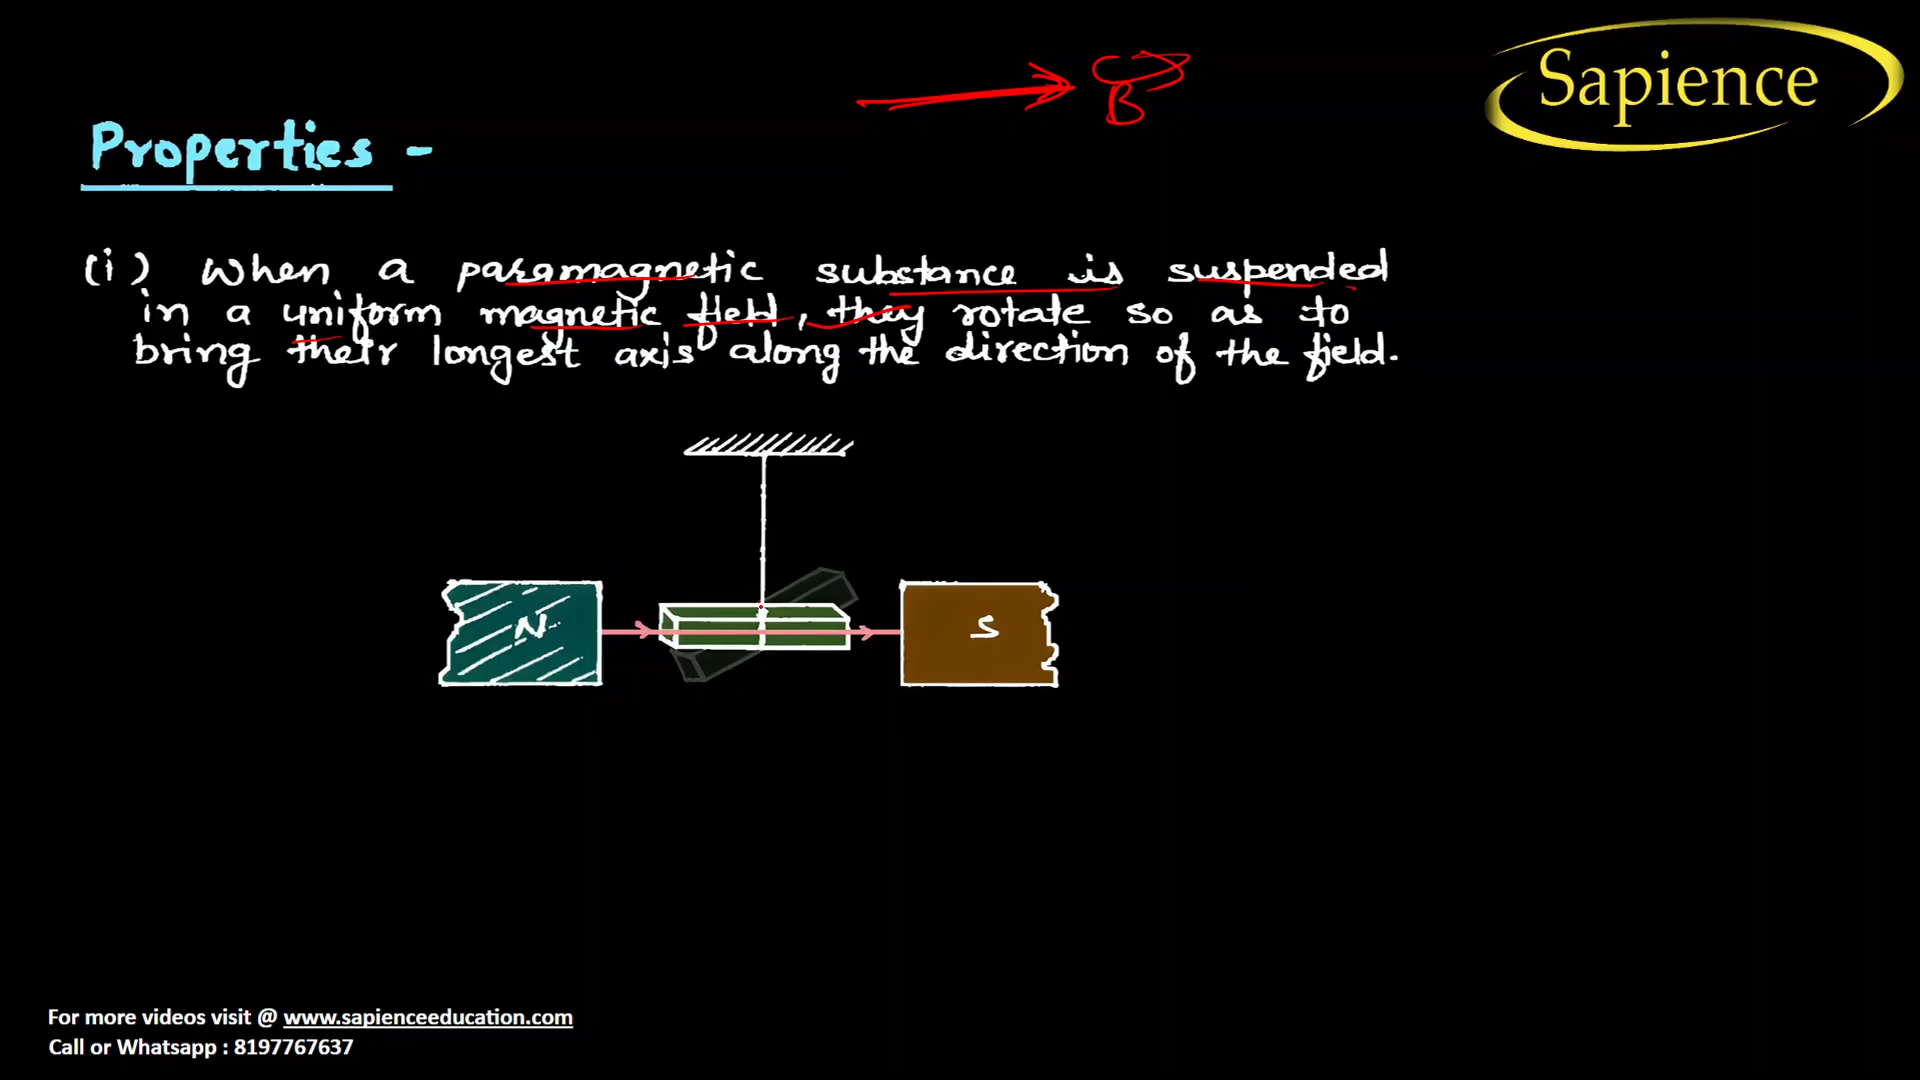 B
Sapience
Properties -
(i) When a paramagnetic substance is suspended
in a uniform magnetic field, they rotate so as to
bring their longest axis along the direction of the field.
N
S
For more videos visit @ www.sapienceeducation.com
Call or Whatsapp : 8197767637